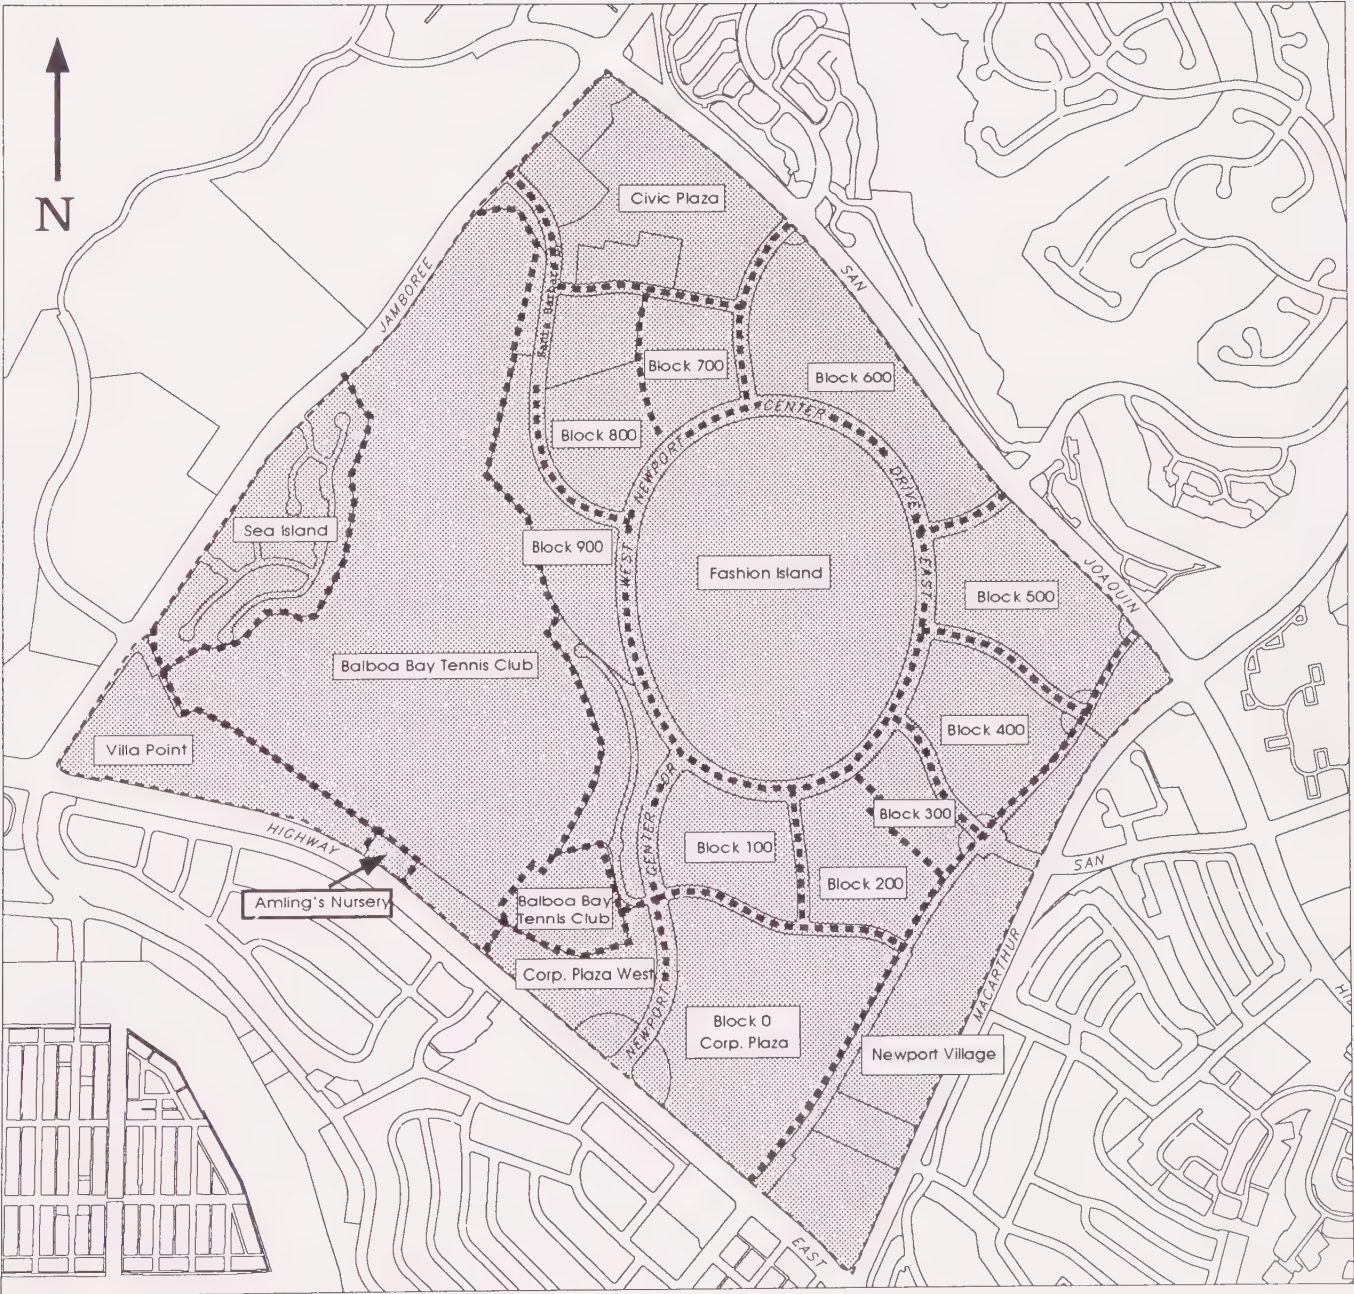 N
Civic Plaza
JAMBOREE
SAN
Santa Barbara
Block 700
Block 600
CENTER
Block 800
NEWPORT
DRIVE
Sea Island
Block 900
WEST
Fashion Island
EAST
JOAQUIN
Block 500
Balboa Bay Tennis Club
Block 400
Villa Point
CENTER DR
Block 300
HIGHWAY
Block 100
SAN
Block 200
Amling's Nursery
Balboa Bay
Tennis Club
MACARTHUR
Corp. Plaza West
NEWPORT
Block 0
Corp. Plaza
Newport Village
EAST